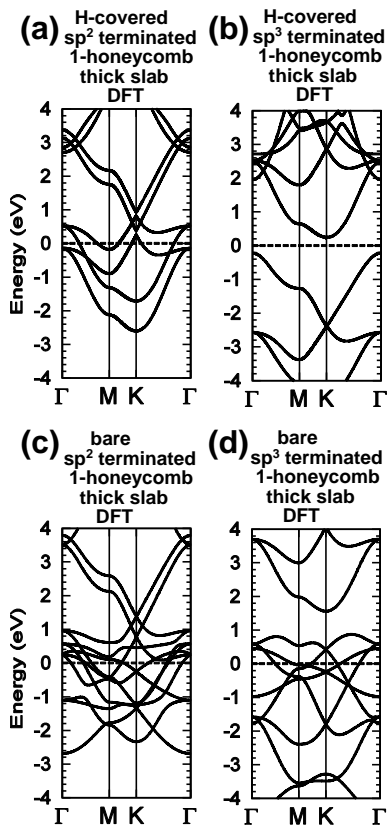 (a) H-covered
sp² terminated
1-honeycomb
thick slab
DFT
(b) H-covered
sp³ terminated
1-honeycomb
thick slab
DFT
Energy (eV)
4
3
2
1
0
-1
-2
-3
-4
Γ M K Γ
4
3
2
1
0
-1
-2
-3
-4
Γ M K Γ
(c) bare
sp² terminated
1-honeycomb
thick slab
DFT
(d) bare
sp³ terminated
1-honeycomb
thick slab
DFT
Energy (eV)
4
3
2
1
0
-1
-2
-3
-4
Γ M K Γ
4
3
2
1
0
-1
-2
-3
-4
Γ M K Γ